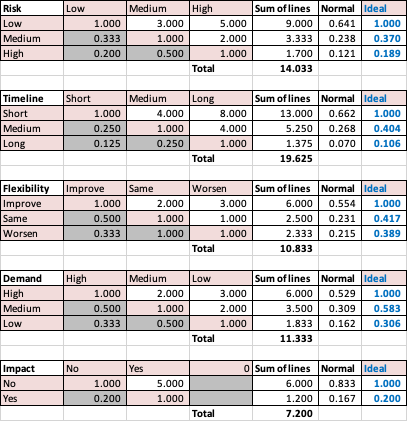 Risk Low Medium High Sum of lines Normal Ideal
Low 1.000 3.000 5.000 9.000 0.641 1.000
Medium 0.333 1.000 2.000 3.333 0.238 0.370
High 0.200 0.500 1.000 1.700 0.121 0.189
Total 14.033
Timeline Short Medium Long Sum of lines Normal Ideal
Short 1.000 4.000 8.000 13.000 0.662 1.000
Medium 0.250 1.000 4.000 5.250 0.268 0.404
Long 0.125 0.250 1.000 1.375 0.070 0.106
Total 19.625
Flexibility Improve Same Worsen Sum of lines Normal Ideal
Improve 1.000 2.000 3.000 6.000 0.554 1.000
Same 0.500 1.000 1.000 2.500 0.231 0.417
Worsen 0.333 1.000 1.000 2.333 0.215 0.389
Total 10.833
Demand High Medium Low Sum of lines Normal Ideal
High 1.000 2.000 3.000 6.000 0.529 1.000
Medium 0.500 1.000 2.000 3.509 0.309 0.583
Low 0.333 0.500 1.000 1.833 0.162 0.306
Total 11.333
Impact No Yes 0 Sum of lines Normal Ideal
No 1.000 5.000 6.000 0.833 1.000
Yes 0.200 1.000 1.200 0.167 0.200
Total 7.200